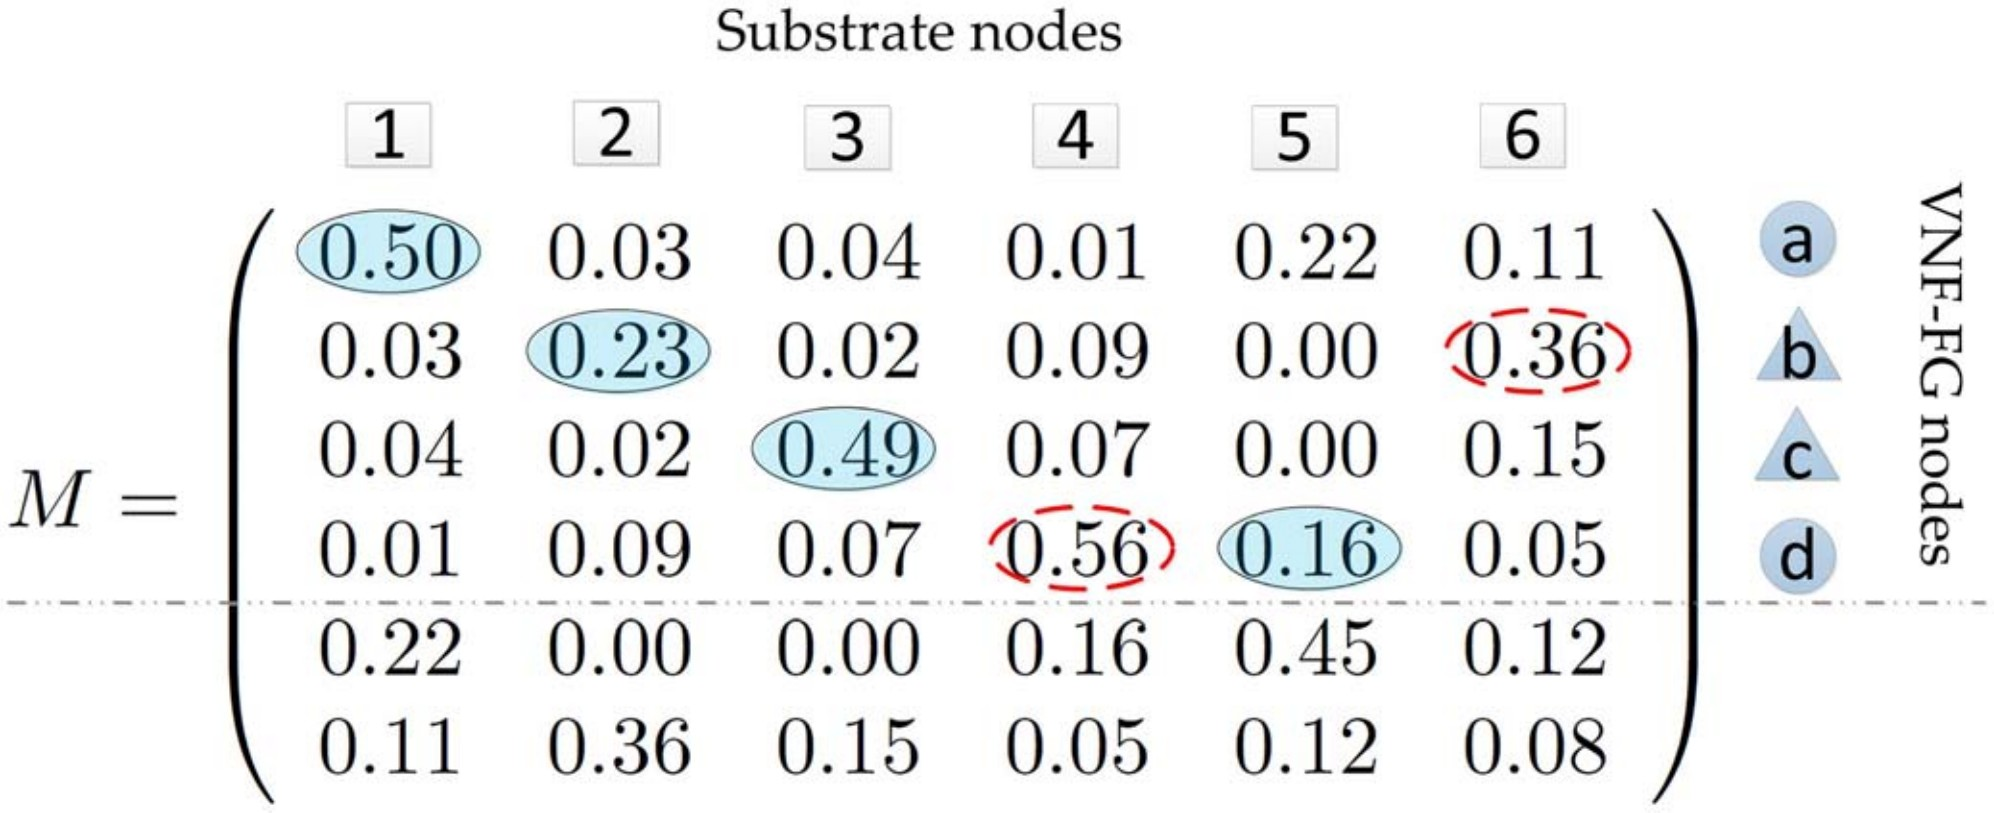 Substrate nodes
1 2 3 4 5 6
0.50 0.03 0.04 0.01 0.22 0.11 a
0.03 0.23 0.02 0.09 0.00 0.36 b
0.04 0.02 0.49 0.07 0.00 0.15 c
M =
0.01 0.09 0.07 0.56 0.16 0.05 d
0.22 0.00 0.00 0.16 0.45 0.12
0.11 0.36 0.15 0.05 0.12 0.08
VNF-FG nodes